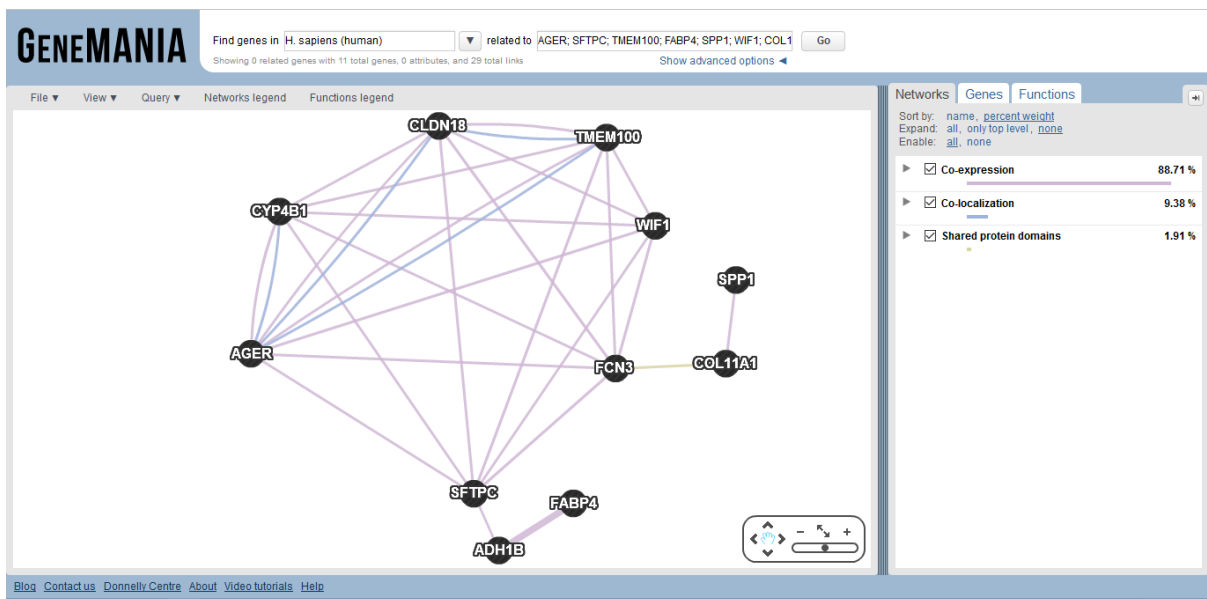 GENEMANIA
Find genes in H. sapiens (human) ▼ related to AGER; SFTPC; TMEM100; FABP4; SPP1; WIF1; COL1 Go
Showing 0 related genes with 11 total genes, 0 attributes, and 29 total links Show advanced options ◄
File ▼ View ▼ Query ▼ Networks legend Functions legend
Networks Genes Functions
Sort by: name, percent weight
Expand: all, only top level, none
Enable: all, none
Co-expression 88.71 %
Co-localization 9.38 %
Shared protein domains 1.91 %
CLDN18
TMEM100
CYP4B1
WIF1
SPP1
AGER
FCN3
COL11A1
SFTPC
FABP4
ADH1B
Blog Contact us Donnelly Centre About Video tutorials Help